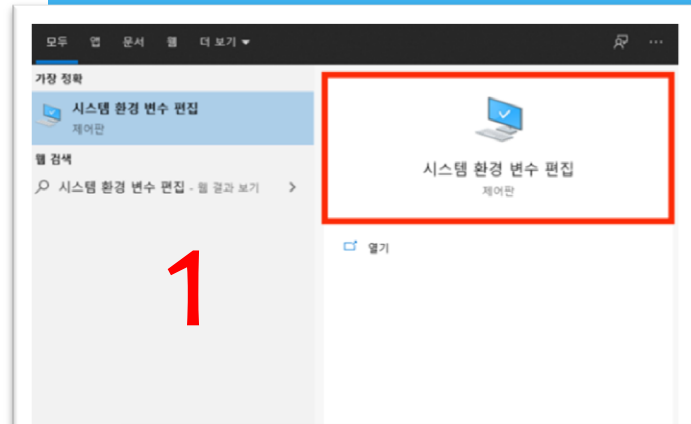 모두 앱 문서 웹 더 보기 ▼ ...
가장 정확
시스템 환경 변수 편집
제어판
웹 검색
시스템 환경 변수 편집 - 웹 결과 보기 >
시스템 환경 변수 편집
제어판
열기
1